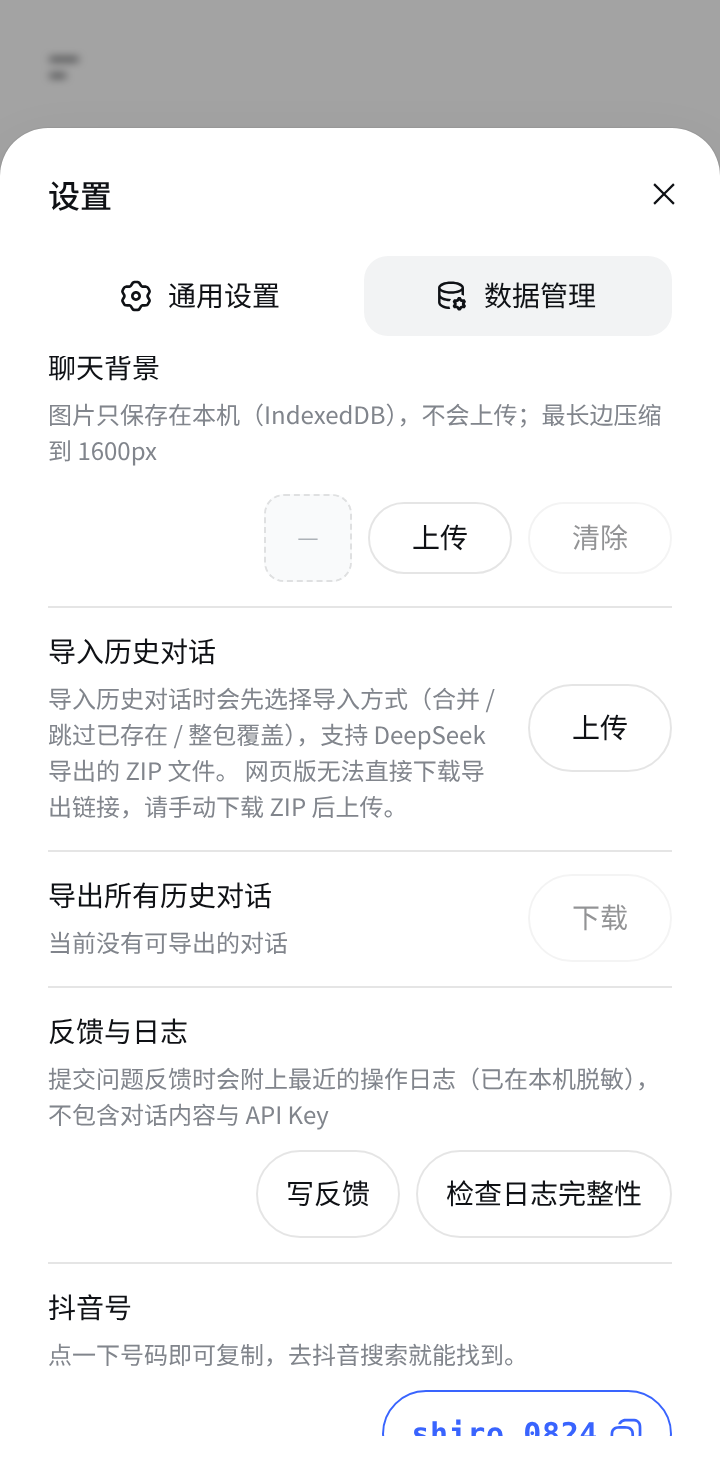 设置
通用设置
数据管理
聊天背景
图片只保存在本机（IndexedDB），不会上传；最长边压缩
到 1600px
—
上传
清除
导入历史对话
导入历史对话时会先选择导入方式（合并 /
跳过已存在 / 整包覆盖），支持 DeepSeek
导出的 ZIP 文件。 网页版无法直接下载导
出链接，请手动下载 ZIP 后上传。
上传
导出所有历史对话
当前没有可导出的对话
下载
反馈与日志
提交问题反馈时会附上最近的操作日志（已在本机脱敏），
不包含对话内容与 API Key
写反馈
检查日志完整性
抖音号
点一下号码即可复制，去抖音搜索就能找到。